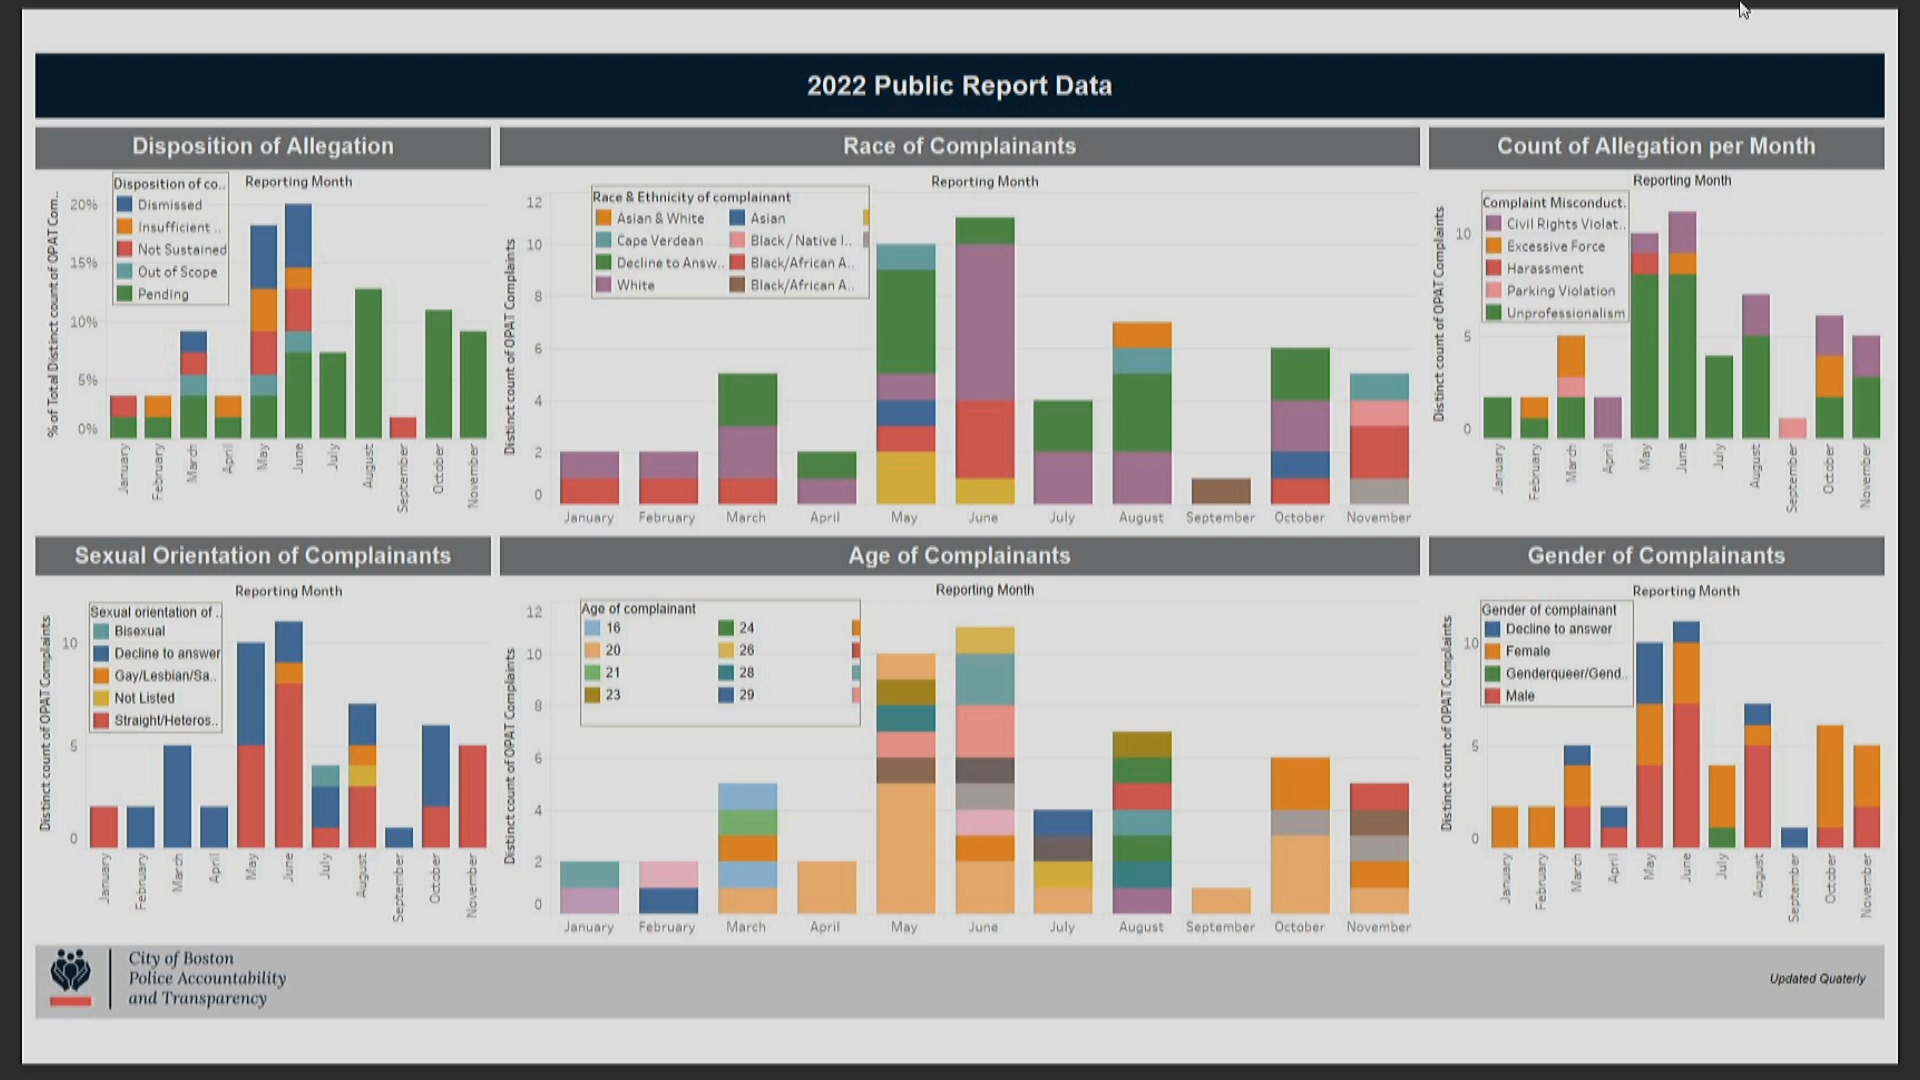 2022 Public Report Data
Disposition of Allegation
Reporting Month
Disposition of co..
Dismissed
Insufficient ..
Not Sustained
Out of Scope
Pending
% of Total Distinct count of OPAT Com..
20%
15%
10%
5%
0%
January
February
March
April
May
June
July
August
September
October
November
Race of Complainants
Reporting Month
Race & Ethnicity of complainant
Asian & White
Asian
Cape Verdean
Black / Native I..
Decline to Answ..
Black/African A..
White
Black/African A..
Distinct count of OPAT Complaints
12
10
8
6
4
2
0
January
February
March
April
May
June
July
August
September
October
November
Count of Allegation per Month
Reporting Month
Complaint Misconduct.
Civil Rights Violat..
Excessive Force
Harassment
Parking Violation
Unprofessionalism
Distinct count of OPAT Complaints
10
5
0
January
February
March
April
May
June
July
August
September
October
November
Sexual Orientation of Complainants
Reporting Month
Sexual orientation of ..
Bisexual
Decline to answer
Gay/Lesbian/Sa..
Not Listed
Straight/Heteros..
Distinct count of OPAT Complaints
10
5
0
January
February
March
April
May
June
July
August
September
October
November
Age of Complainants
Reporting Month
Age of complainant
16
24
20
26
21
28
23
29
Distinct count of OPAT Complaints
12
10
8
6
4
2
0
January
February
March
April
May
June
July
August
September
October
November
Gender of Complainants
Reporting Month
Gender of complainant
Decline to answer
Female
Genderqueer/Gend..
Male
Distinct count of OPAT Complaints
10
5
0
January
February
March
April
May
June
July
August
September
October
November
City of Boston
Police Accountability
and Transparency
Updated Quaterly